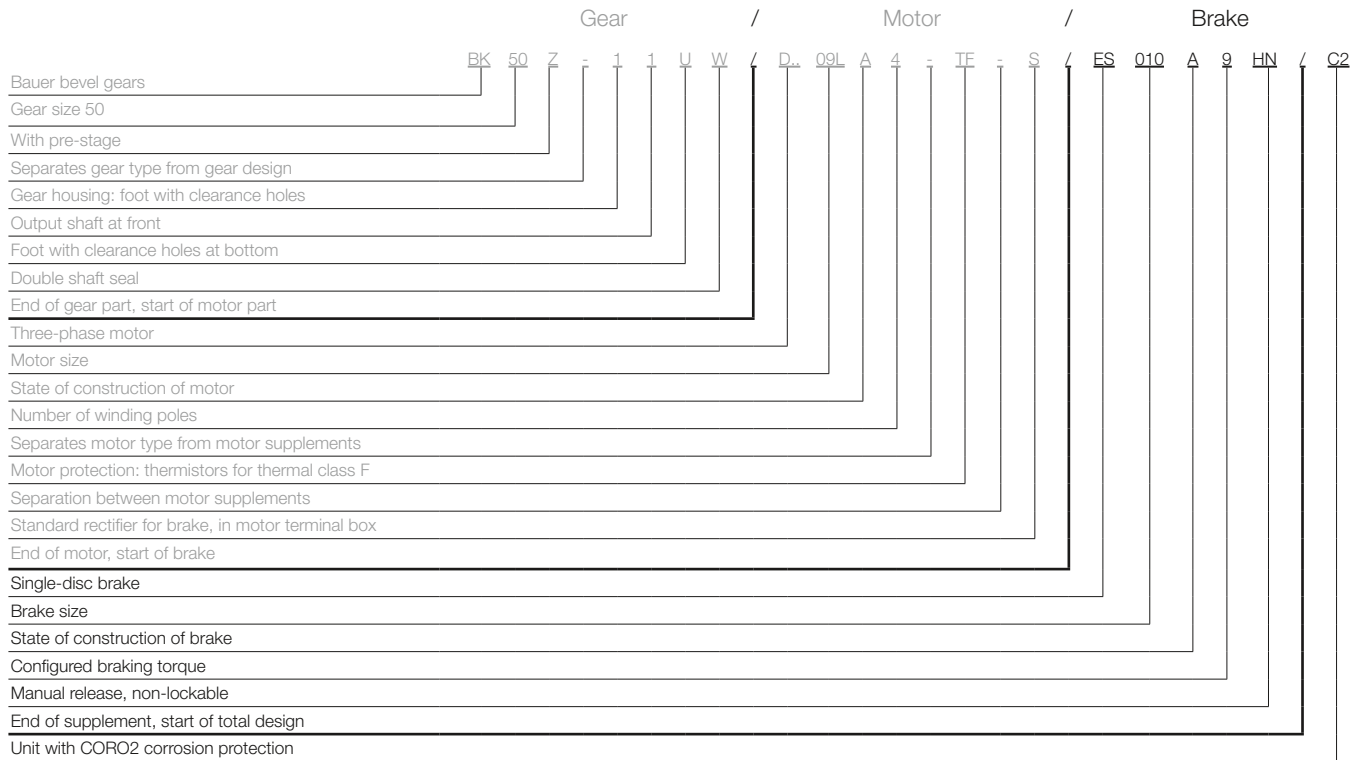 Gear / Motor / Brake
BK 50 Z - 1 1 U W / D.. 09L A 4 - TF - S / ES 010 A 9 HN / C2
Bauer bevel gears
Gear size 50
With pre-stage
Separates gear type from gear design
Gear housing: foot with clearance holes
Output shaft at front
Foot with clearance holes at bottom
Double shaft seal
End of gear part, start of motor part
Three-phase motor
Motor size
State of construction of motor
Number of winding poles
Separates motor type from motor supplements
Motor protection: thermistors for thermal class F
Separation between motor supplements
Standard rectifier for brake, in motor terminal box
End of motor, start of brake
Single-disc brake
Brake size
State of construction of brake
Configured braking torque
Manual release, non-lockable
End of supplement, start of total design
Unit with CORO2 corrosion protection